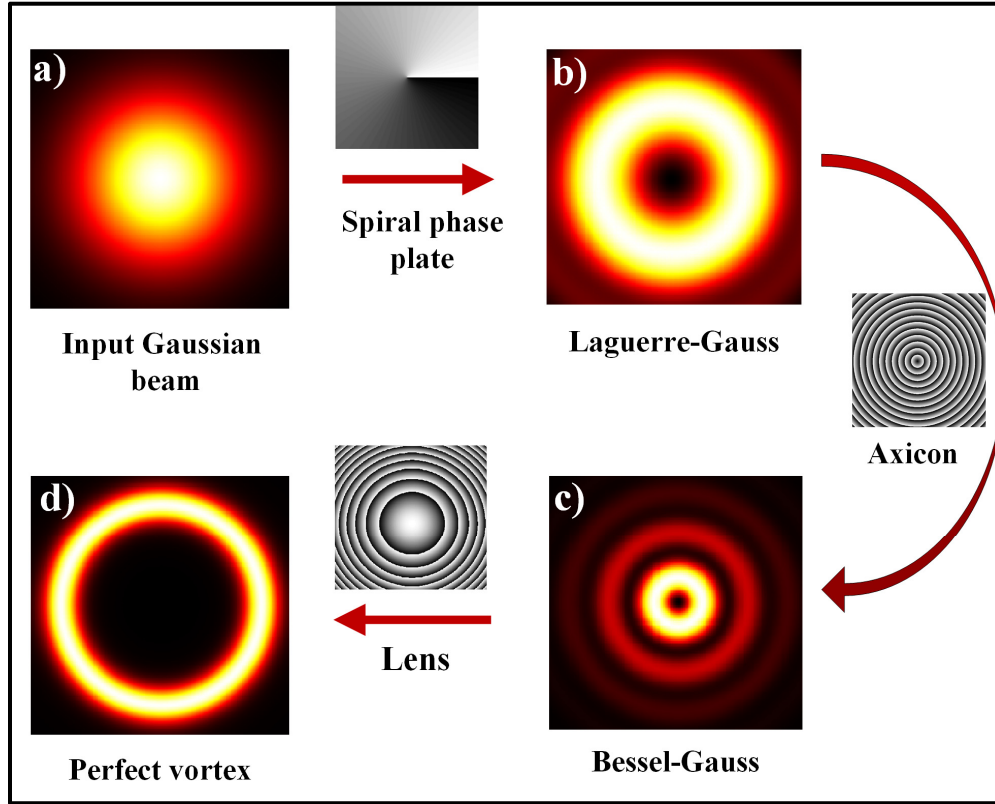 a)
Input Gaussian
beam
Spiral phase
plate
b)
Laguerre-Gauss
Axicon
c)
Bessel-Gauss
Lens
d)
Perfect vortex